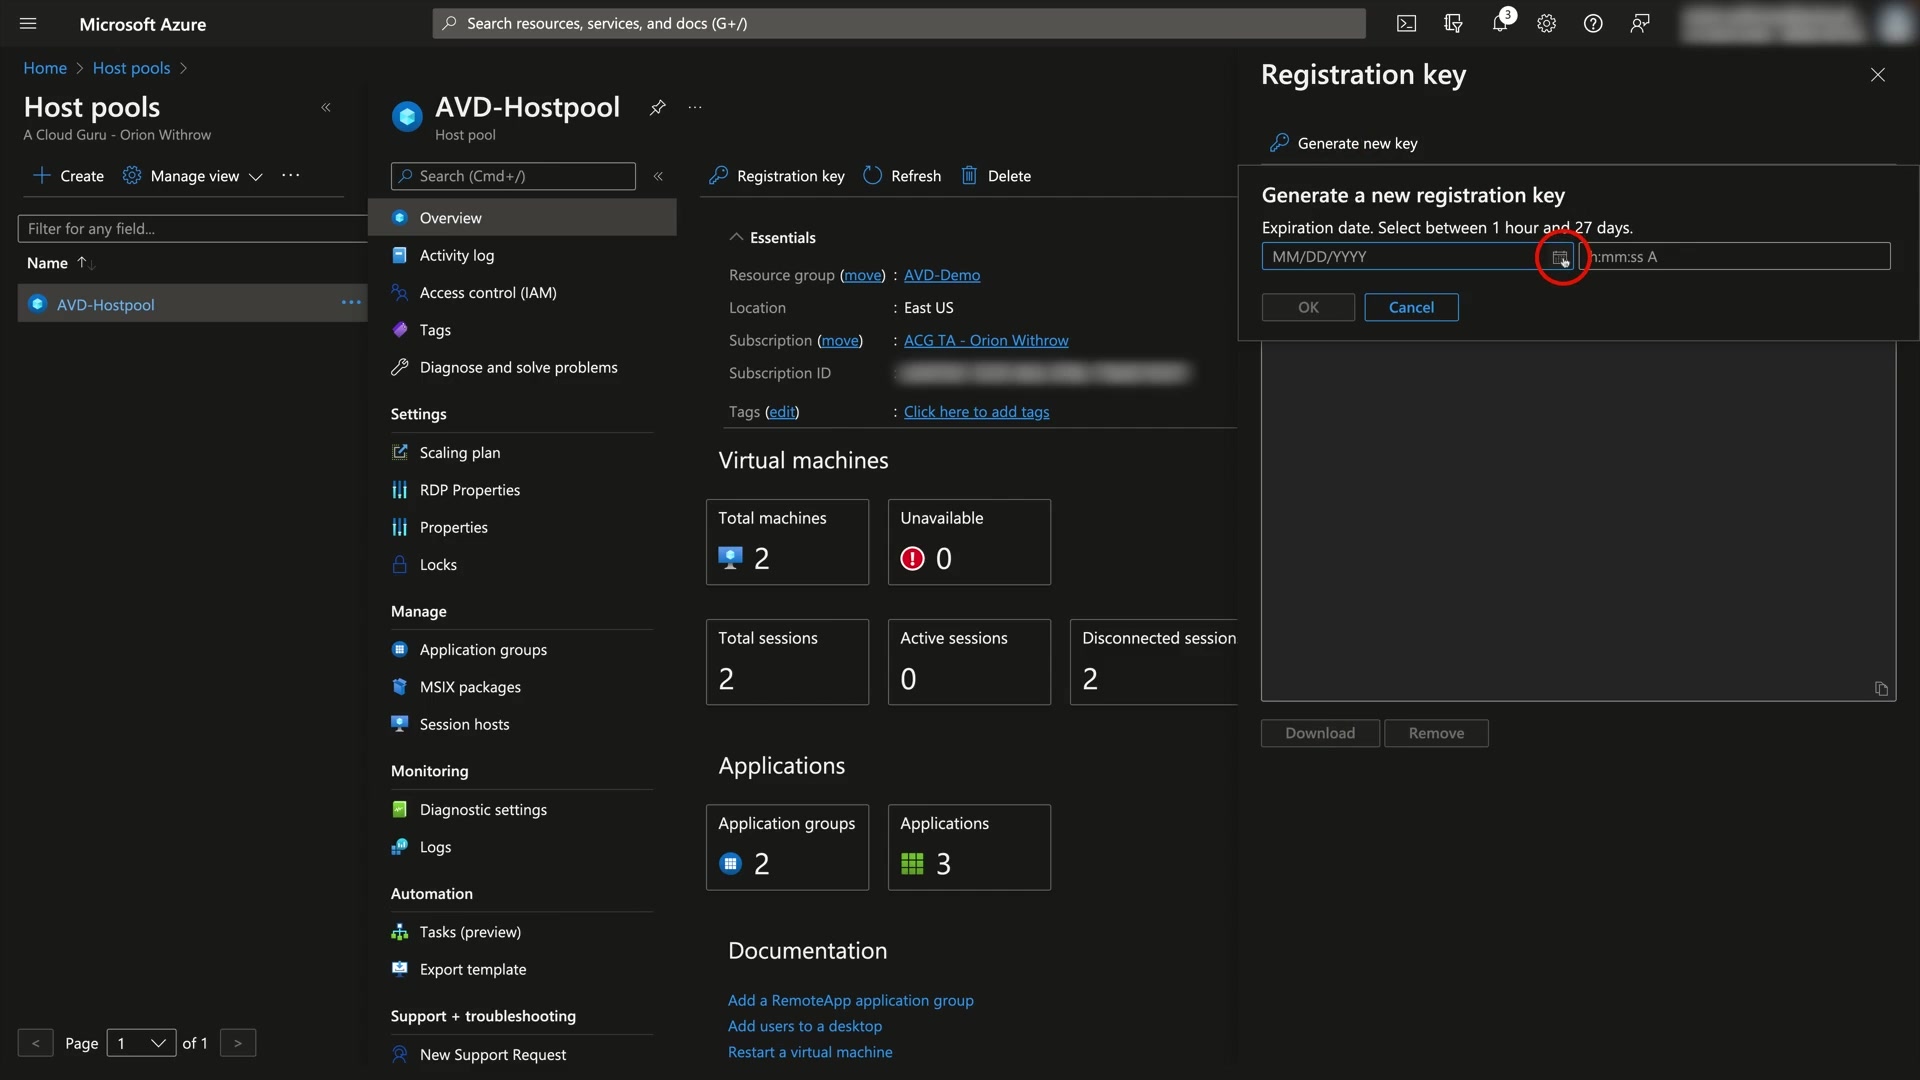 Microsoft Azure
Search resources, services, and docs (G+/)
3
Home > Host pools >
Host pools
A Cloud Guru - Orion Withrow
Create
Manage view
Filter for any field...
Name
AVD-Hostpool
< Page 1 of 1 >
AVD-Hostpool
Host pool
Search (Cmd+/)
Overview
Activity log
Access control (IAM)
Tags
Diagnose and solve problems
Settings
Scaling plan
RDP Properties
Properties
Locks
Manage
Application groups
MSIX packages
Session hosts
Monitoring
Diagnostic settings
Logs
Automation
Tasks (preview)
Export template
Support + troubleshooting
New Support Request
Registration key
Refresh
Delete
Essentials
Resource group (move) : AVD-Demo
Location : East US
Subscription (move) : ACG TA - Orion Withrow
Subscription ID :
Tags (edit) : Click here to add tags
Virtual machines
Total machines
2
Unavailable
0
Total sessions
2
Active sessions
0
Disconnected session
2
Applications
Application groups
2
Applications
3
Documentation
Add a RemoteApp application group
Add users to a desktop
Restart a virtual machine
Registration key
Generate new key
Generate a new registration key
Expiration date. Select between 1 hour and 27 days.
MM/DD/YYYY
h:mm:ss A
OK
Cancel
Download
Remove